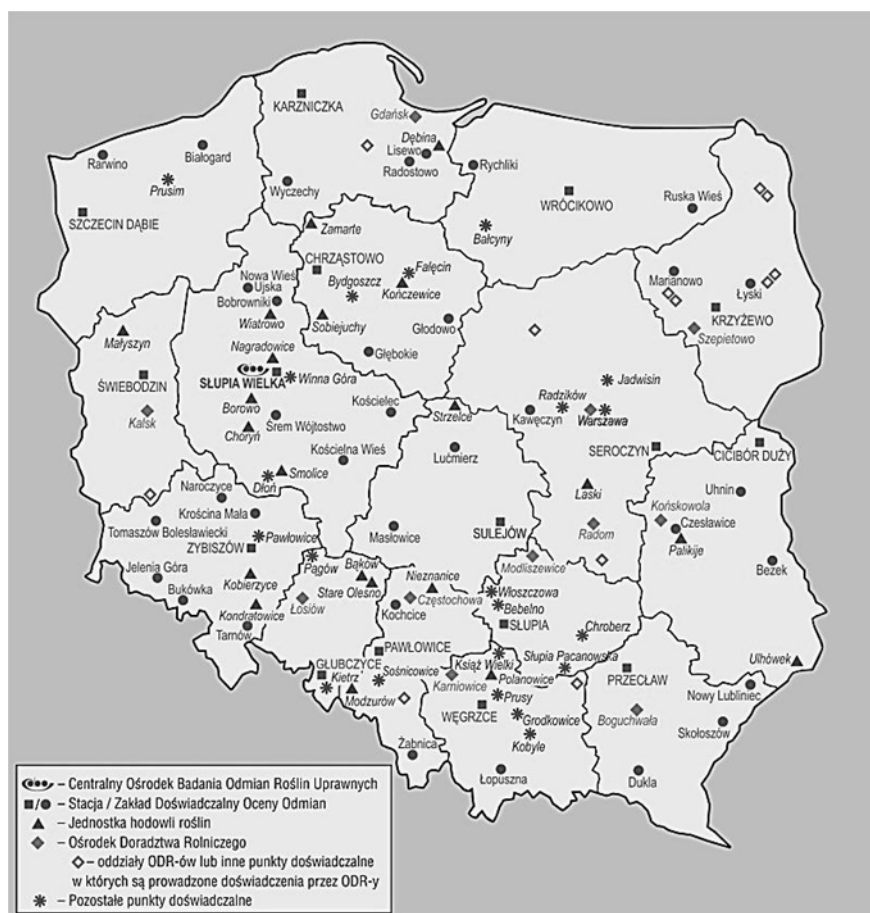 KARZNICZKA
Gdańsk
Dębina
Lisewo
Radostowo
Wyczechy
Rarwino
Białogard
Prusim
SZCZECIN DĄBIE
Rychliki
WRÓCIKOWO
Ruska Wieś
Bałcyny
Zamarte
CHRZĄSTOWO
Bydgoszcz
Falęcin
Kończewice
Sobiejuchy
Głodowo
Głębokie
Marianowo
Łyski
KRZYŻEWO
Szepietowo
Nowa Wieś
Ujska
Bobrowniki
Wiatrowo
Nagradowice
SŁUPIA WIELKA
Winna Góra
Borowo
Śrem Wójtostwo
Choryń
Kościelec
Kościelna Wieś
Smolice
Dłoń
Małyszyn
ŚWIEBODZIN
Kalsk
Jadwisin
Radzików
Warszawa
Kawęczyn
Strzelce
SEROCZYN
Laski
Radom
CICIBÓR DUŻY
Uhnin
Końskowola
Czesławice
Palikije
Bezek
Ulhówek
Lućmierz
Masłowice
SULEJÓW
Naroczyce
Krościna Mała
Tomaszów Bolesławiecki
Pawłowice
ZYBISZÓW
Jelenia Góra
Bukówka
Kobierzyce
Kondratowice
Tarnów
Pagów
Bąków
Stare Olesno
Łosiów
GŁUBCZYCE
Kietrz
Modzurów
Nieznanice
Częstochowa
Kochcice
PAWŁOWICE
Sośnicowice
Żabnica
Modliszewice
Włoszczowa
Bebelno
SŁUPIA
Chroberz
Słupia Pacanowska
Książ Wielki
Polanowice
Karniowice
Prusy
WĘGRZCE
Grodkowice
Kobyle
Łopuszna
PRZECŁAW
Boguchwała
Nowy Lubliniec
Skołoszów
Dukla
– Centralny Ośrodek Badania Odmian Roślin Uprawnych
– Stacja / Zakład Doświadczalny Oceny Odmian
– Jednostka hodowli roślin
– Ośrodek Doradztwa Rolniczego
– oddziały ODR-ów lub inne punkty doświadczalne
w których są prowadzone doświadczenia przez ODR-y
– Pozostałe punkty doświadczalne